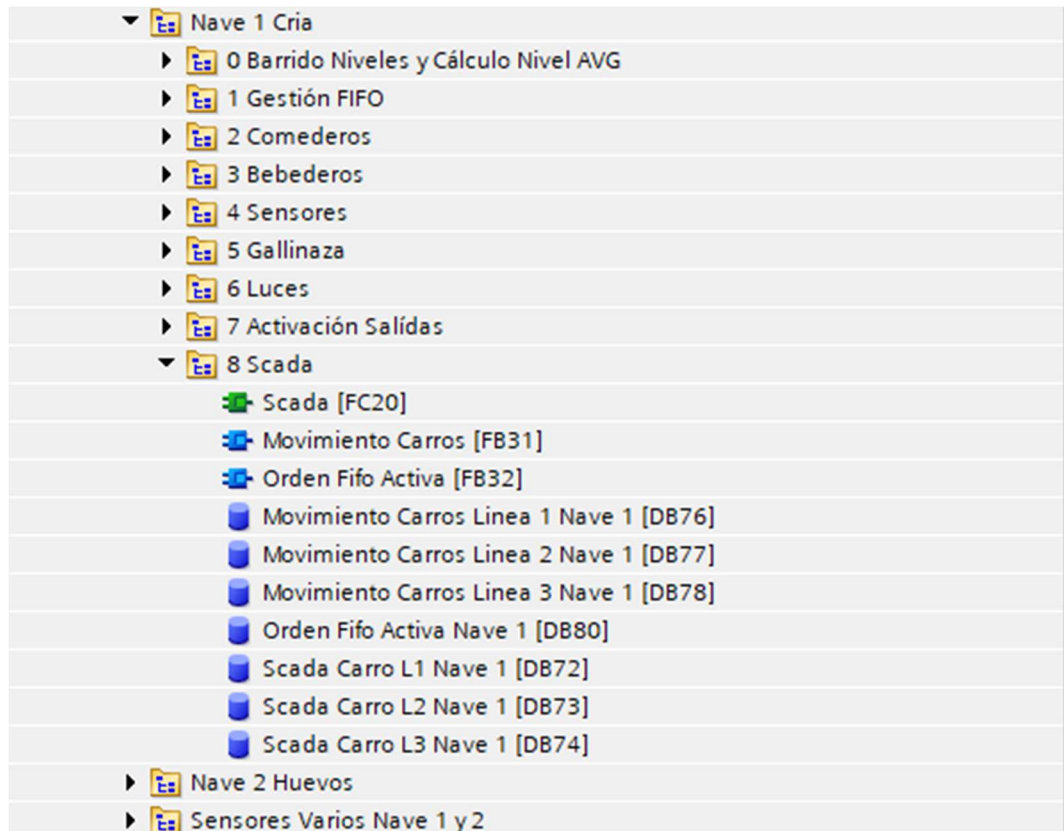 Nave 1 Cria
0 Barrido Niveles y Cálculo Nivel AVG
1 Gestión FIFO
2 Comederos
3 Bebederos
4 Sensores
5 Gallinaza
6 Luces
7 Activación Salídas
8 Scada
Scada [FC20]
Movimiento Carros [FB31]
Orden Fifo Activa [FB32]
Movimiento Carros Linea 1 Nave 1 [DB76]
Movimiento Carros Linea 2 Nave 1 [DB77]
Movimiento Carros Linea 3 Nave 1 [DB78]
Orden Fifo Activa Nave 1 [DB80]
Scada Carro L1 Nave 1 [DB72]
Scada Carro L2 Nave 1 [DB73]
Scada Carro L3 Nave 1 [DB74]
Nave 2 Huevos
Sensores Varios Nave 1 y 2